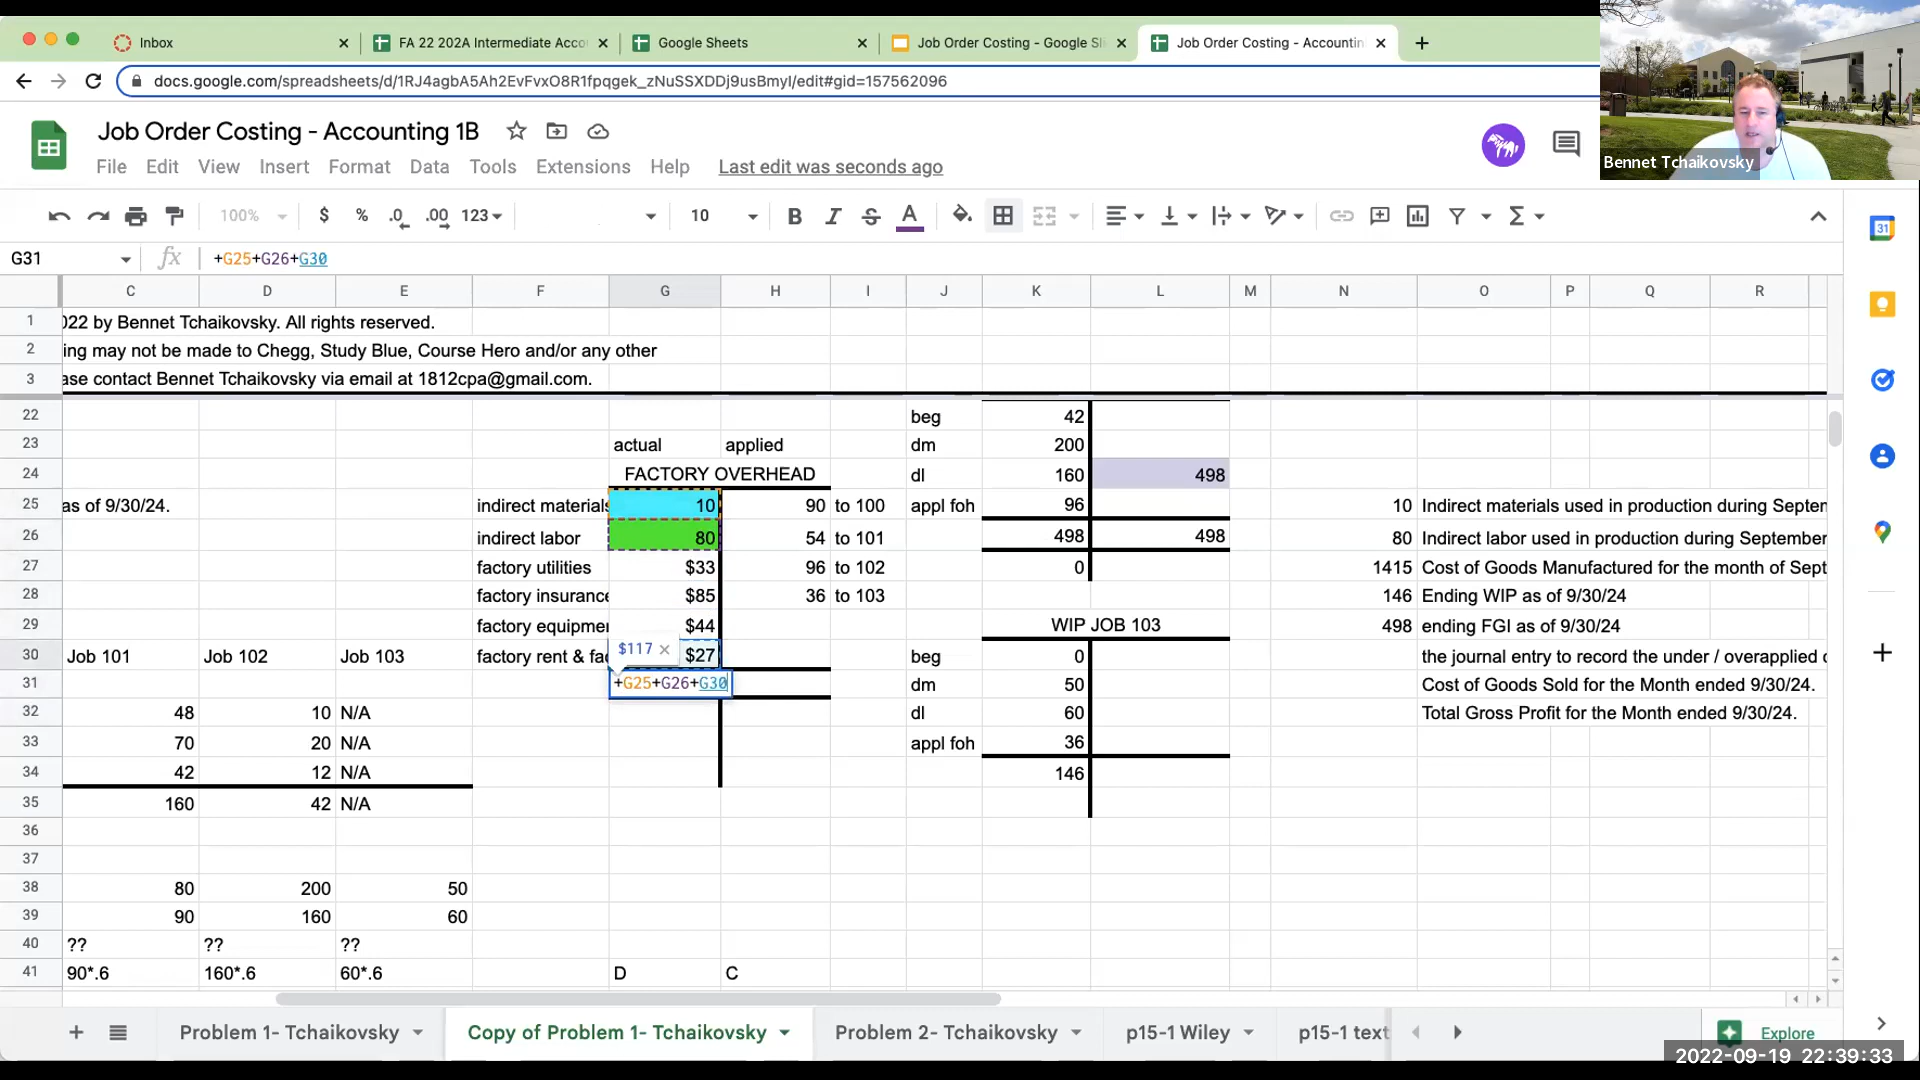 Inbox
FA 22 202A Intermediate Acco
Google Sheets
Job Order Costing - Google Sli
Job Order Costing - Accountin
docs.google.com/spreadsheets/d/1RJ4agbA5Ah2EvFvxO8R1fpqgek_zNuSSXDDj9usBmyI/edit#gid=157562096
Job Order Costing - Accounting 1B
File Edit View Insert Format Data Tools Extensions Help Last edit was seconds ago
Bennet Tchaikovsky
100% $ % .0 .00 123 10 B I S A
31
G31 fx +G25+G26+G30
C D E F G H I J K L M N O P Q R
1 022 by Bennet Tchaikovsky. All rights reserved.
2 ing may not be made to Chegg, Study Blue, Course Hero and/or any other
3 ase contact Bennet Tchaikovsky via email at 1812cpa@gmail.com.
22 beg 42
23 actual applied dm 200
24 FACTORY OVERHEAD dl 160 498
25 as of 9/30/24. indirect materials 10 90 to 100 appl foh 96 10 Indirect materials used in production during Septem
26 indirect labor 80 54 to 101 498 498 80 Indirect labor used in production during September
27 factory utilities $33 96 to 102 0 1415 Cost of Goods Manufactured for the month of Sept
28 factory insurance $85 36 to 103 146 Ending WIP as of 9/30/24
29 factory equipmen $44 WIP JOB 103 498 ending FGI as of 9/30/24
$117
30 Job 101 Job 102 Job 103 factory rent & fac $27 beg 0 the journal entry to record the under / overapplied o
31 +G25+G26+G30 dm 50 Cost of Goods Sold for the Month ended 9/30/24.
32 48 10 N/A dl 60 Total Gross Profit for the Month ended 9/30/24.
33 70 20 N/A appl foh 36
34 42 12 N/A 146
35 160 42 N/A
36
37
38 80 200 50
39 90 160 60
40 ?? ?? ??
41 90*.6 160*.6 60*.6 D C
Problem 1- Tchaikovsky Copy of Problem 1- Tchaikovsky Problem 2- Tchaikovsky p15-1 Wiley p15-1 text Explore
2022-09-19 22:39:33